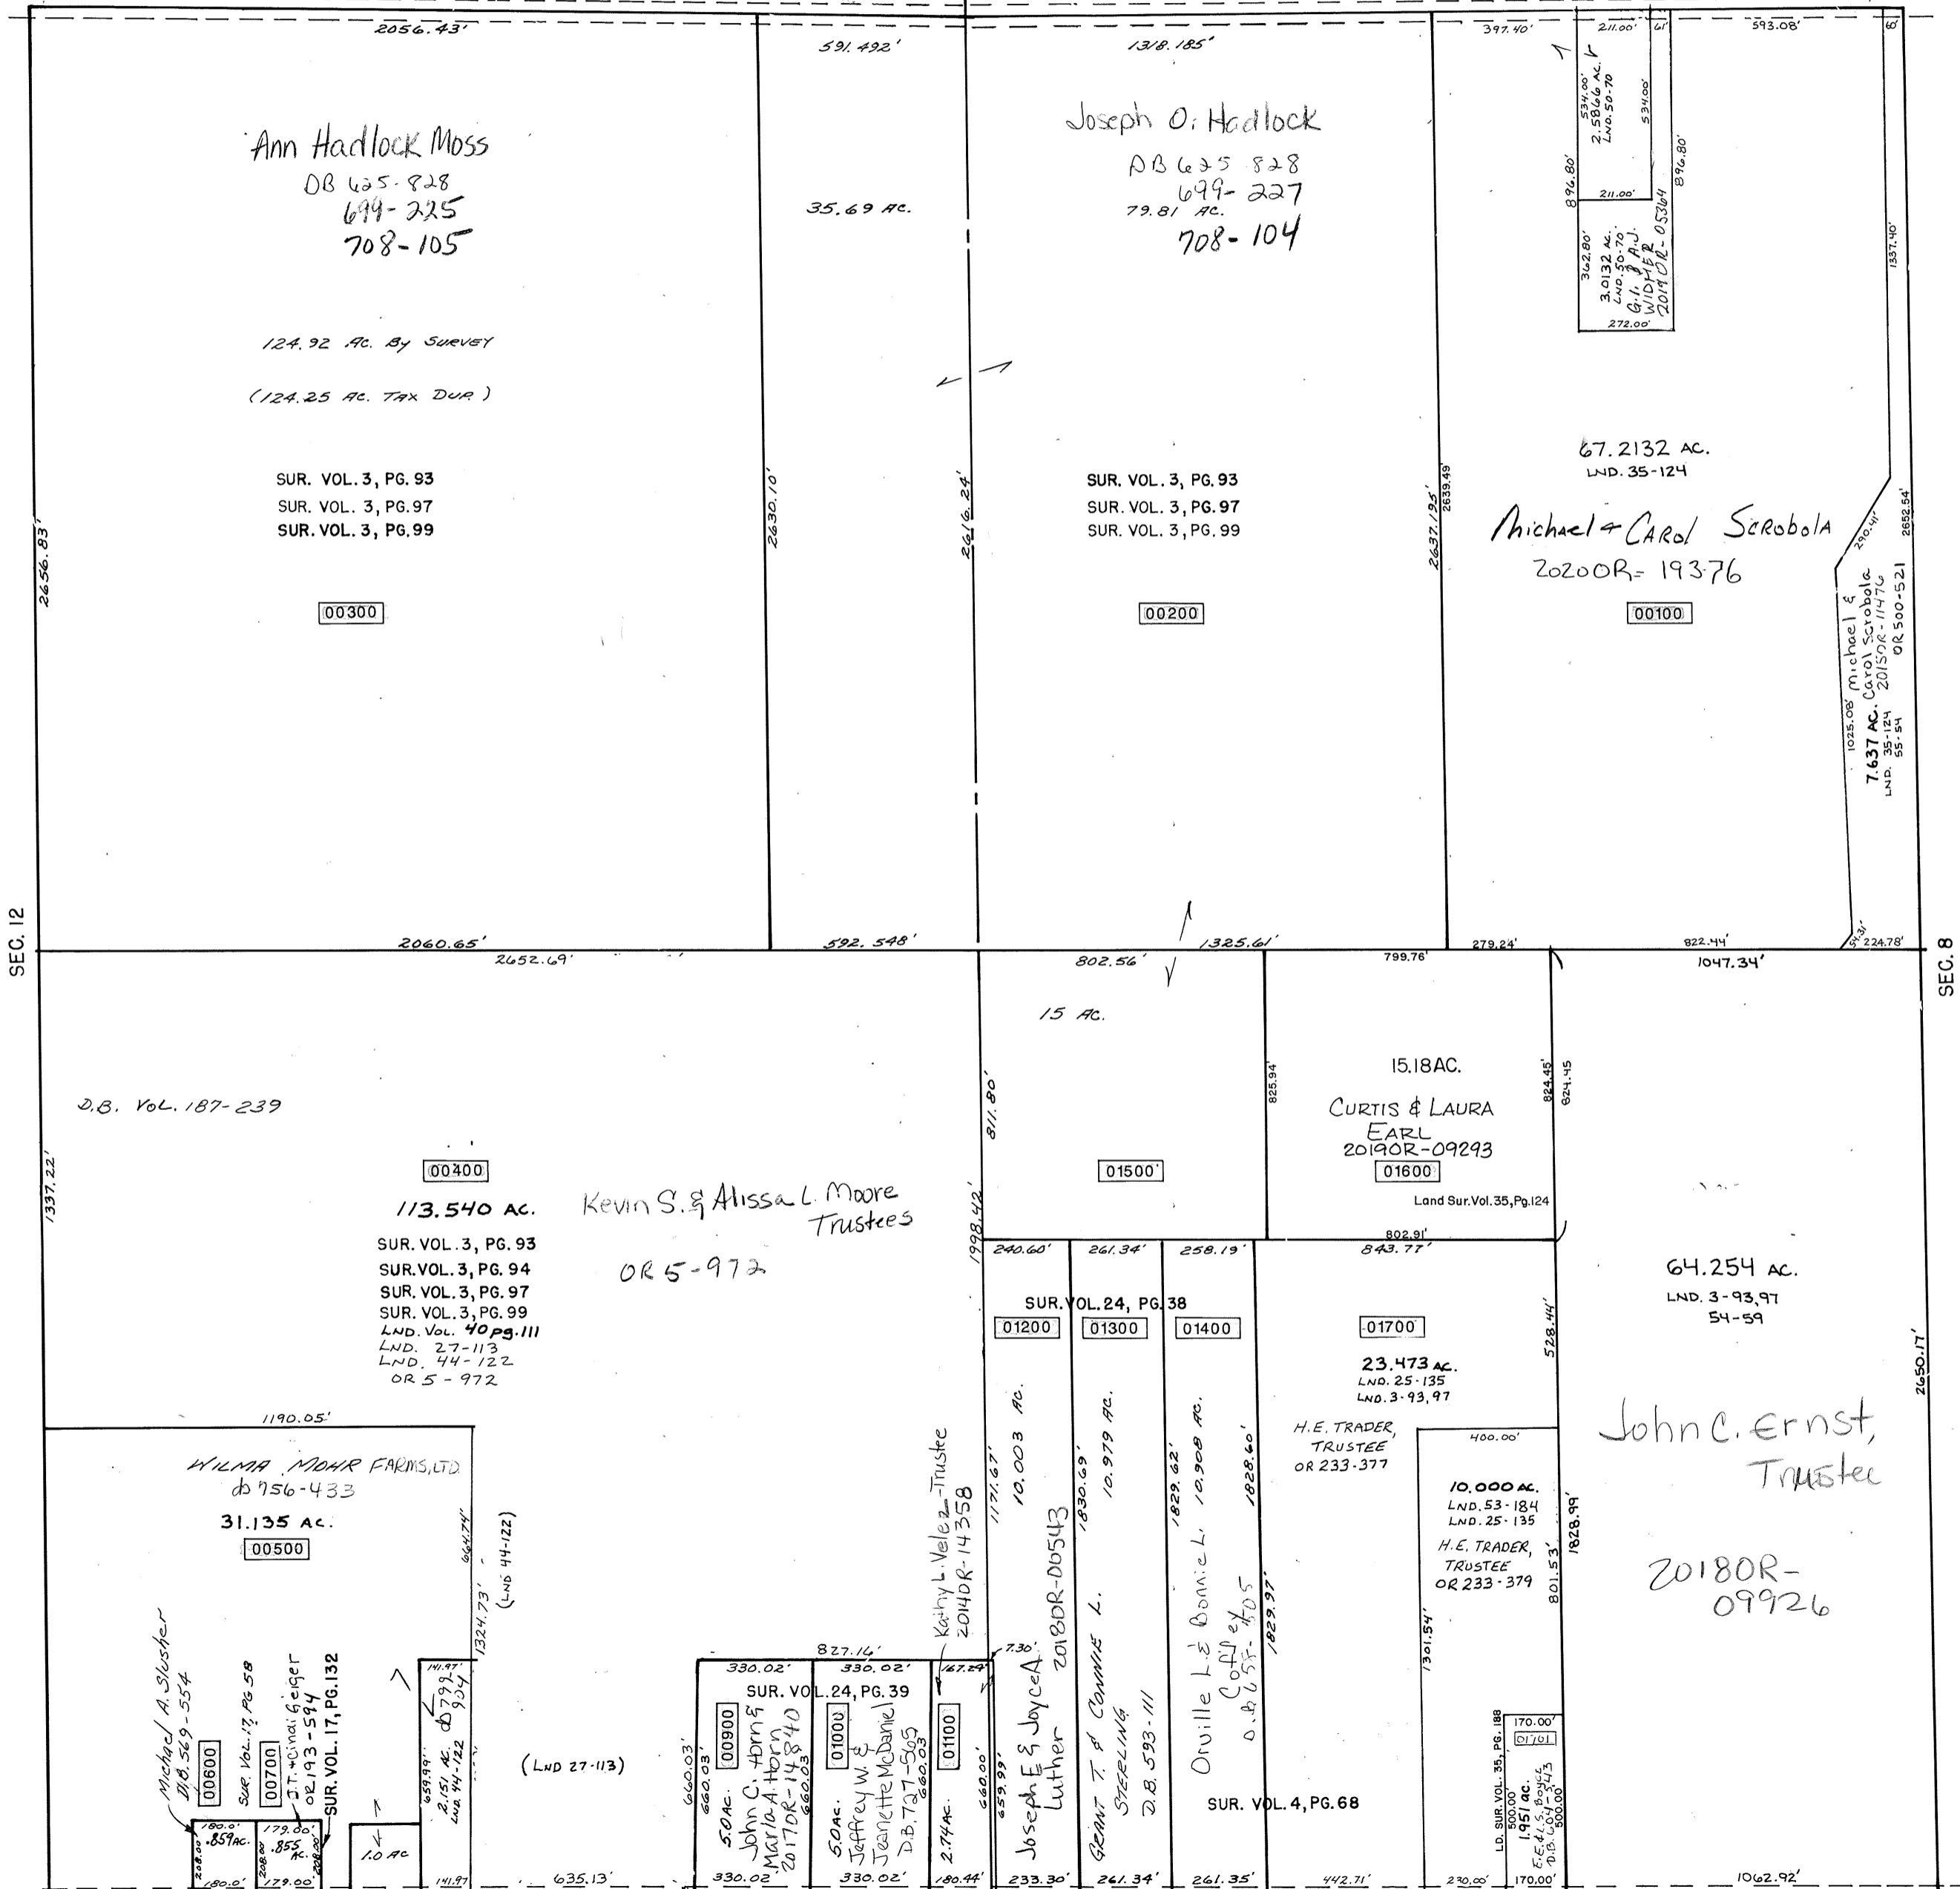 2056.43'
591.492'
1318.185'
397.40'
211.00'
61'
593.08'
60'
Ann Hadlock Moss
DB 625-828
699-225
708-105
124.92 AC. BY SURVEY
(124.25 AC. TAX DUP.)
SUR. VOL. 3, PG. 93
SUR. VOL. 3, PG. 97
SUR. VOL. 3, PG. 99
00300
2656.83'
2630.10'
35.69 AC.
2616.24'
Joseph O. Hadlock
DB 625 828
699-227
79.81 AC.
708-104
SUR. VOL. 3, PG. 93
SUR. VOL. 3, PG. 97
SUR. VOL. 3, PG. 99
00200
2637.195'
2639.49'
534.00'
2.5866 AC.
LND. 50-70
534.00'
896.80'
896.80'
211.00'
362.80'
3.0132 AC.
LND. 50-70
G.I. & A.J.
WIDMER
2019OR-05364
272.00'
1337.40'
67.2132 AC.
LND. 35-124
Michael & CAROL SCROBOLA
2020OR-19376
00100
290.41'
2652.54'
1025.08'
Michael &
Carol Scrobola
7.637 AC.
2015OR-11476
LND. 35-124
55-54
OR 500-521
54.31'
SEC. 12
SEC. 8
2060.65'
592.548'
1325.61'
279.24'
822.44'
224.78'
2652.69'
802.56'
799.76'
1047.34'
D.B. VOL. 187-239
1337.22'
00400
113.540 AC.
SUR. VOL. 3, PG. 93
SUR. VOL. 3, PG. 94
SUR. VOL. 3, PG. 97
SUR. VOL. 3, PG. 99
LND. VOL. 40 pg. 111
LND. 27-113
LND. 44-122
OR 5-972
Kevin S. & Alissa L. Moore
Trustees
OR 5-972
15 AC.
811.80'
1998.42'
01500
825.94'
15.18 AC.
CURTIS & LAURA
EARL
2019OR-09293
01600
Land Sur. Vol. 35, Pg. 124
824.45'
824.45
802.91'
240.60'
261.34'
258.19'
843.77'
SUR. VOL. 24, PG. 38
01200
01300
01400
01700
23.473 AC.
LND. 25-135
LND. 3-93,97
528.44'
H.E. TRADER,
TRUSTEE
OR 233-377
400.00'
10.000 AC.
LND. 53-184
LND. 25-135
H.E. TRADER,
TRUSTEE
OR 233-379
801.53'
1301.54'
1828.99'
64.254 AC.
LND. 3-93,97
54-59
2650.17'
John C. Ernst,
Trustee
2018OR-
09926
1190.05'
WILMA MOHR FARMS, LTD
db 756-433
31.135 AC.
00500
664.74'
1324.73'
(LND 44-122)
Michael A. Slusher
D.B. 569-554
00600
SUR. VOL. 17, PG 58
00700
J.T. & Cindi Geiger
OR 193-594
SUR. VOL. 17, PG. 132
180.0'
.859 AC.
208.00'
180.0'
179.00'
.855
AC.
208.00'
208.00'
179.00'
1.0 AC
141.97'
659.99'
2.151 AC.
LND. 44-122
db 799-
904
141.97
635.13'
(LND 27-113)
827.16'
330.02'
330.02'
167.29'
7.30'
SUR. VOL. 24, PG. 39
660.03'
660.03'
00900
5.0 AC.
John C. Horn &
Maria A. Horn
2017OR-14840
660.03'
330.02'
01000
5.0 AC.
Jeffrey W. &
Jeanette McDaniel
D.B. 727-565
660.03'
330.02'
Kathy L. Velez-Trustee
2014OR-14358
01100
2.74 AC.
660.00'
659.99'
180.44'
1171.67'
10.003 AC.
Joseph E & Joyce A
Luther
2018OR-00543
233.30'
1830.69'
10.979 AC.
GRANT T. & CONNIE L.
STERLING
D.B. 593-111
261.34'
1829.62'
10.908 AC.
Orville L & Bonnie L.
Coffey
1828.60'
1829.97'
261.35'
SUR. VOL. 4, PG. 68
442.71'
230.00'
LD. SUR. VOL. 35, PG. 188
170.00'
01701
500.00'
1.951 ac.
E.E. & L.S. Boyce
D.B. 604-343
500.00'
170.00'
1062.92'